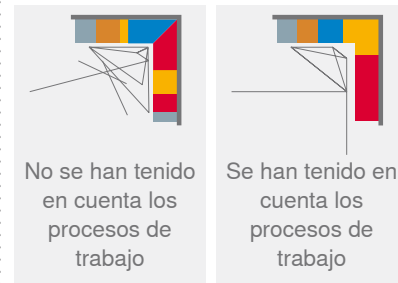 No se han tenido
en cuenta los
procesos de
trabajo
Se han tenido en
cuenta los
procesos de
trabajo